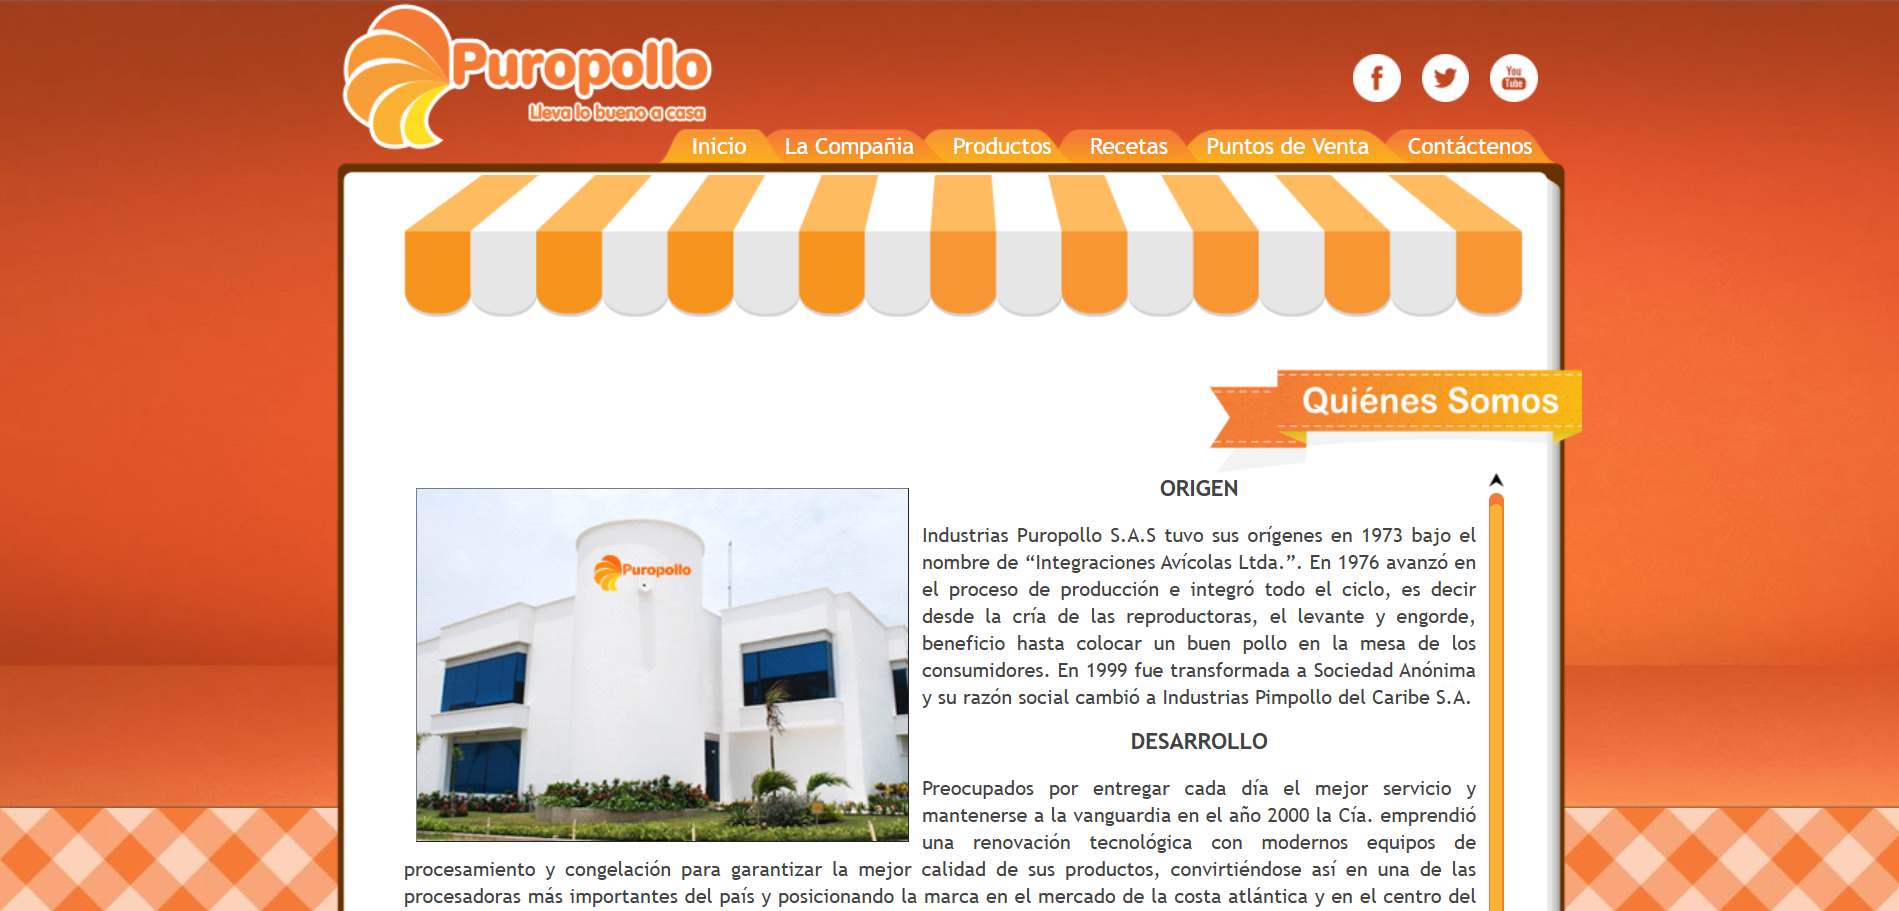 Puropollo
Lleva lo bueno a casa
You
Tube
Inicio La Compañia Productos Recetas Puntos de Venta Contáctenos
Quiénes Somos
Puropollo
ORIGEN
Industrias Puropollo S.A.S tuvo sus orígenes en 1973 bajo el
nombre de “Integraciones Avícolas Ltda.”. En 1976 avanzó en
el proceso de producción e integró todo el ciclo, es decir
desde la cría de las reproductoras, el levante y engorde,
beneficio hasta colocar un buen pollo en la mesa de los
consumidores. En 1999 fue transformada a Sociedad Anónima
y su razón social cambió a Industrias Pimpollo del Caribe S.A.
DESARROLLO
Preocupados por entregar cada día el mejor servicio y
mantenerse a la vanguardia en el año 2000 la Cía. emprendió
una renovación tecnológica con modernos equipos de
procesamiento y congelación para garantizar la mejor calidad de sus productos, convirtiéndose así en una de las
procesadoras más importantes del país y posicionando la marca en el mercado de la costa atlántica y en el centro del